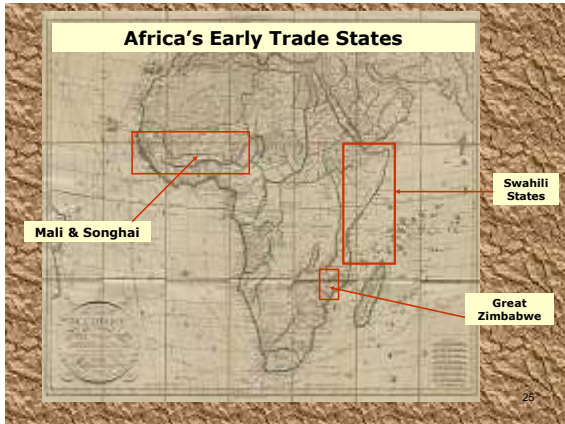 Africa's Early Trade States
Swahili
States
Mali & Songhai
Great
Zimbabwe
25